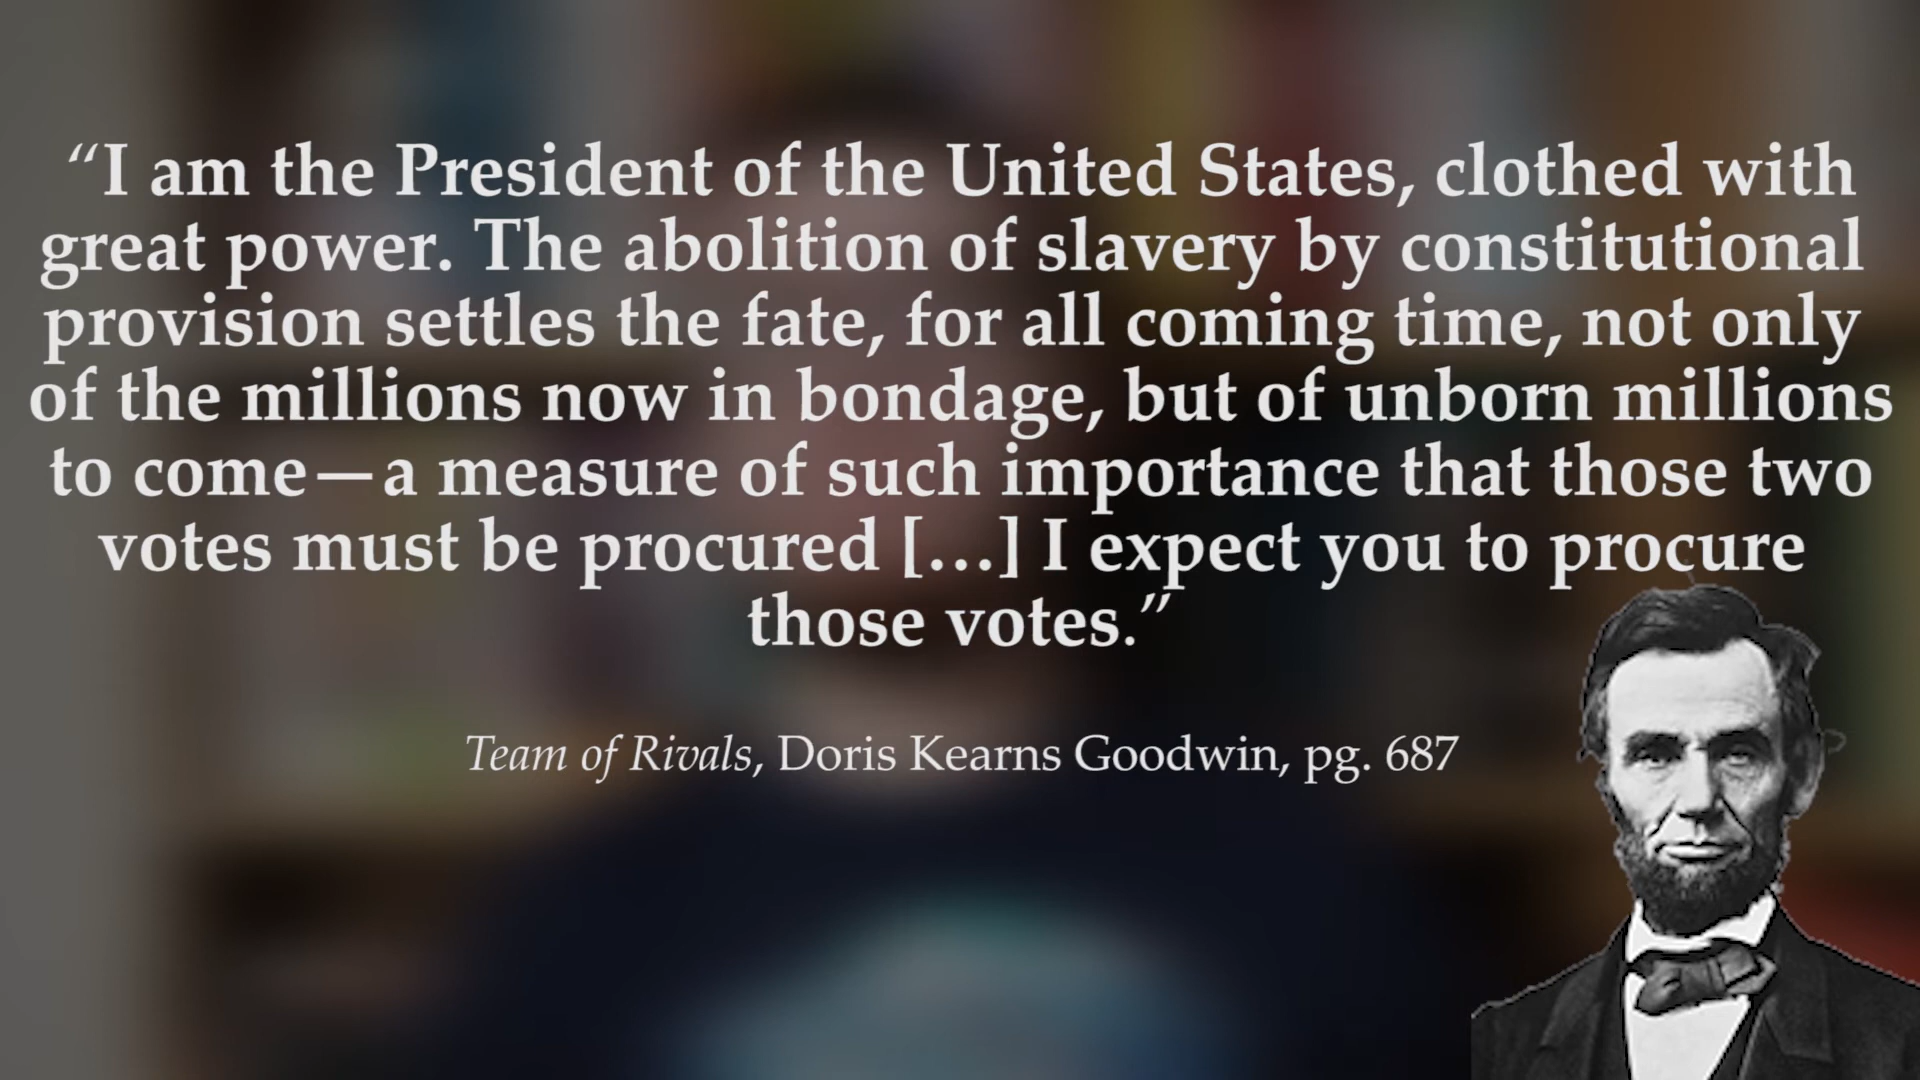 “I am the President of the United States, clothed with
great power. The abolition of slavery by constitutional
provision settles the fate, for all coming time, not only
of the millions now in bondage, but of unborn millions
to come—a measure of such importance that those two
votes must be procured […] I expect you to procure
those votes.”
Team of Rivals, Doris Kearns Goodwin, pg. 687